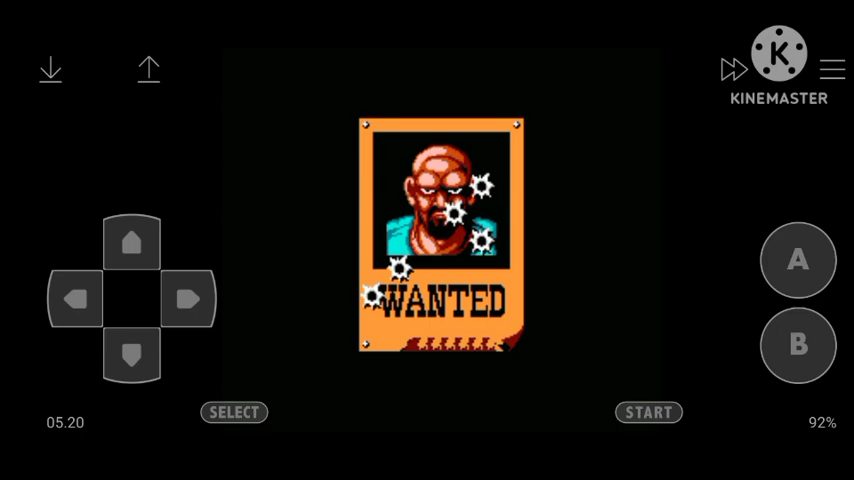 K
KINEMASTER
WANTED
A
B
SELECT
START
05.20
92%